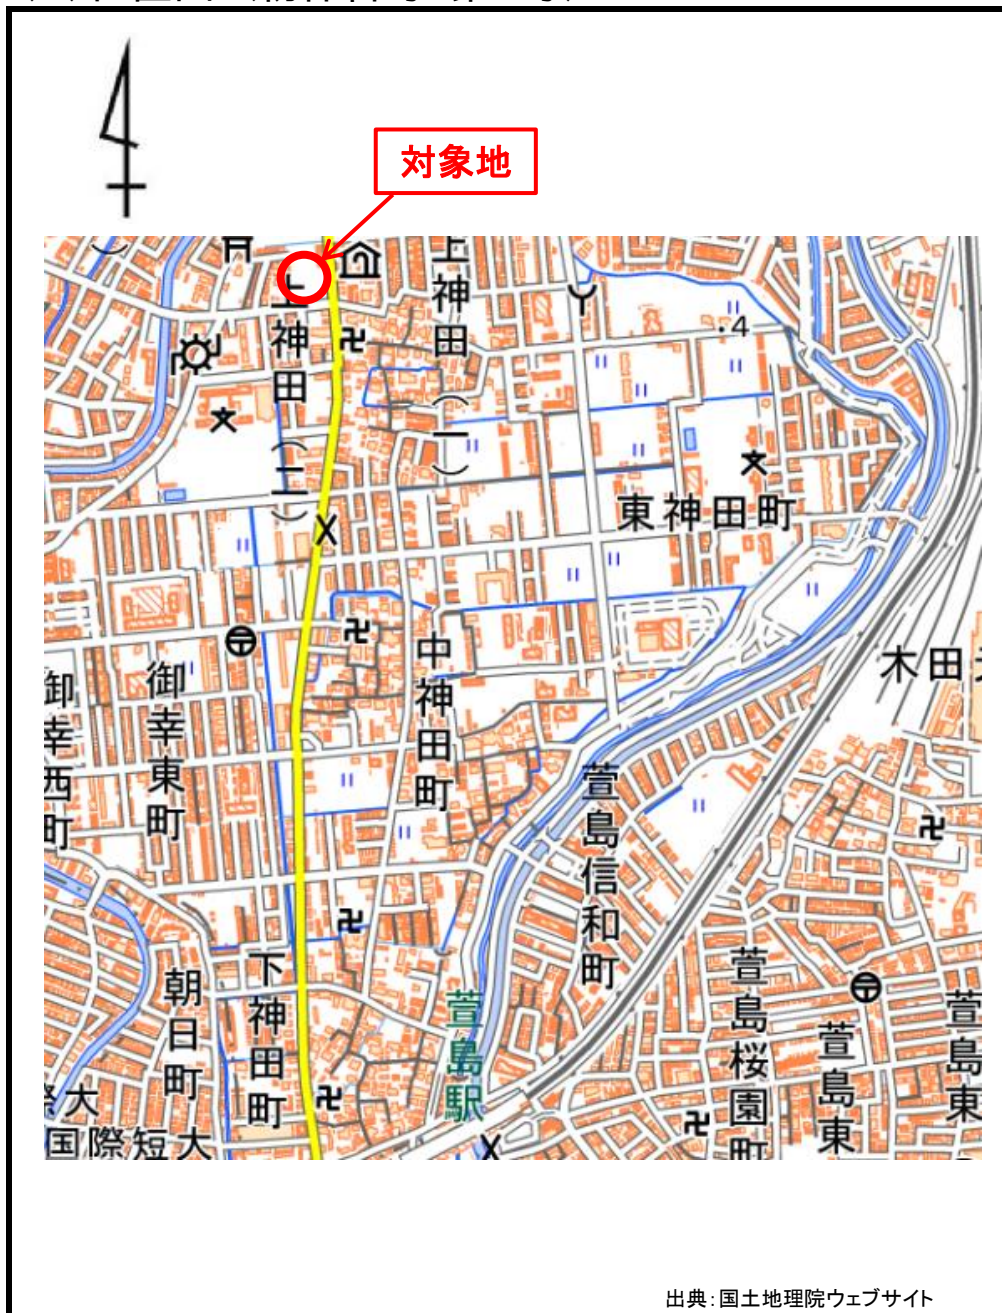 対象地
上神田(二)
上神田(一)
・4
東神田町
木田
御幸西町
御幸東町
中神田町
萱島信和町
朝日町
下神田町
萱島駅
萱島桜園町
萱島東
萱島東
大
国際短大
出典:国土地理院ウェブサイト